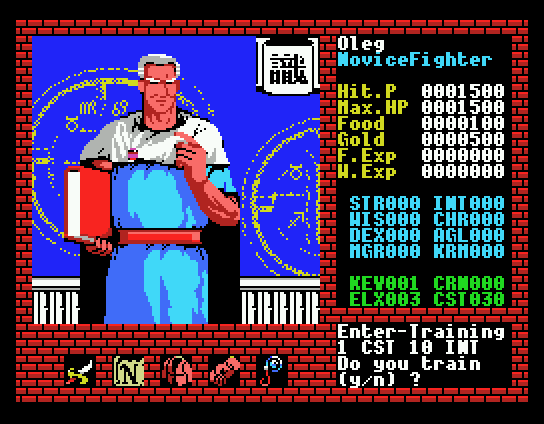 Oleg
NoviceFighter
Hit.P 0001500
Max.HP 0001500
Food 0000100
Gold 0000500
F.Exp 0000000
W.Exp 0000000
STR000 INT000
WIS000 CHR000
DEX000 AGL000
MGR000 KRM000
KEY001 CRN000
ELX003 CST030
Enter-Training
1 CST 10 INT
Do you train
(y/n) ?
N